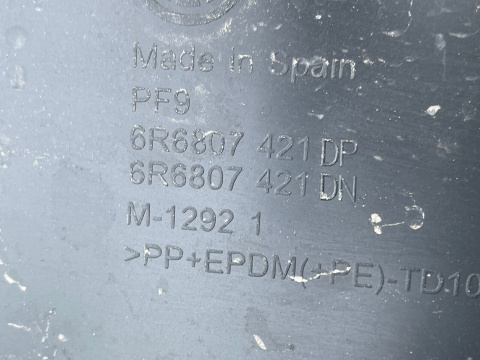 Made In Spain
PF9
6R6807 421 DP
6R6807 421 DN
M-1292 1
>PP+EPDM(+PE)-TD10